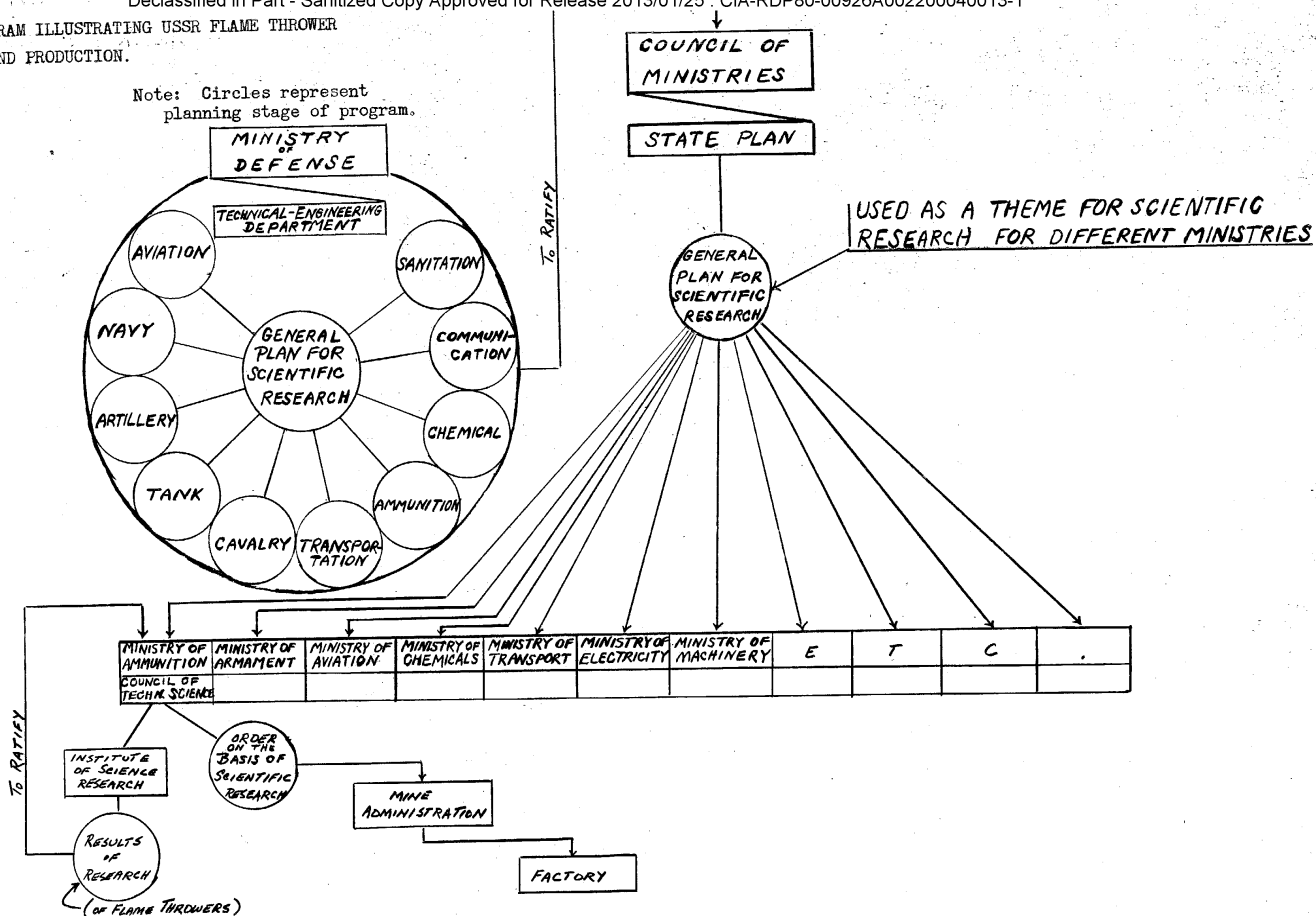 Declassified in Part - Sanitized Copy Approved for Release 2013/01/25 : CIA-RDP80-00926A002200040013-1
RAM ILLUSTRATING USSR FLAME THROWER
ND PRODUCTION.
Note: Circles represent
planning stage of program.
MINISTRY
OF
DEFENSE
TECHNICAL-ENGINEERING
DEPARTMENT
AVIATION
SANITATION
NAVY
COMMUNI-
CATION
GENERAL
PLAN FOR
SCIENTIFIC
RESEARCH
ARTILLERY
CHEMICAL
TANK
AMMUNITION
CAVALRY
TRANSPOR-
TATION
TO RATIFY
COUNCIL OF
MINISTRIES
STATE PLAN
GENERAL
PLAN FOR
SCIENTIFIC
RESEARCH
USED AS A THEME FOR SCIENTIFIC
RESEARCH FOR DIFFERENT MINISTRIES
MINISTRY OF
AMMUNITION
MINISTRY OF
ARMAMENT
MINISTRY OF
AVIATION
MINISTRY OF
CHEMICALS
MINISTRY OF
TRANSPORT
MINISTRY OF
ELECTRICITY
MINISTRY OF
MACHINERY
E
T
C
.
COUNCIL OF
TECHN. SCIENCE
TO RATIFY
INSTITUTE
OF SCIENCE
RESEARCH
ORDER
ON THE
BASIS OF
SCIENTIFIC
RESEARCH
MINE
ADMINISTRATION
RESULTS
OF
RESEARCH
FACTORY
(OF FLAME THROWERS)